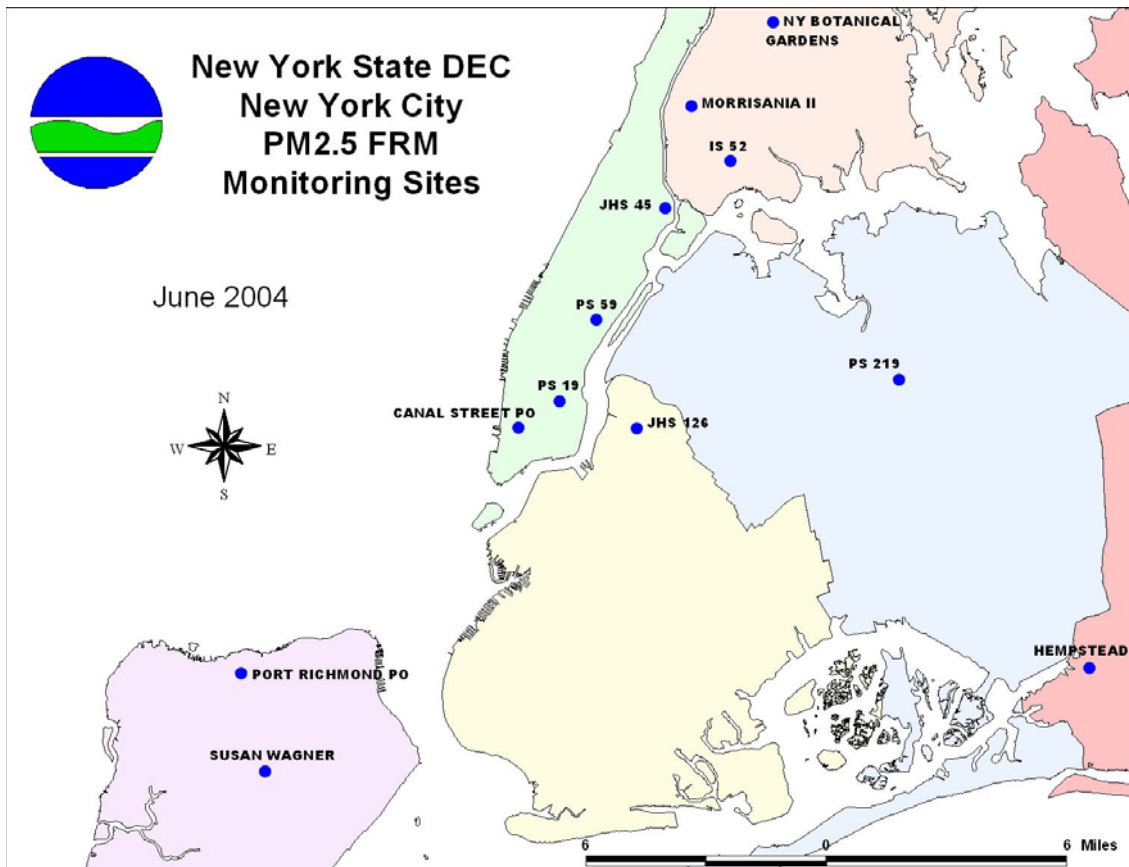 New York State DEC
New York City
PM2.5 FRM
Monitoring Sites
June 2004
N
W E
S
NY BOTANICAL
GARDENS
MORRISANIA II
IS 52
JHS 45
PS 59
PS 219
PS 19
CANAL STREET PO
JHS 126
HEMPSTEAD
PORT RICHMOND PO
SUSAN WAGNER
6 0 6 Miles